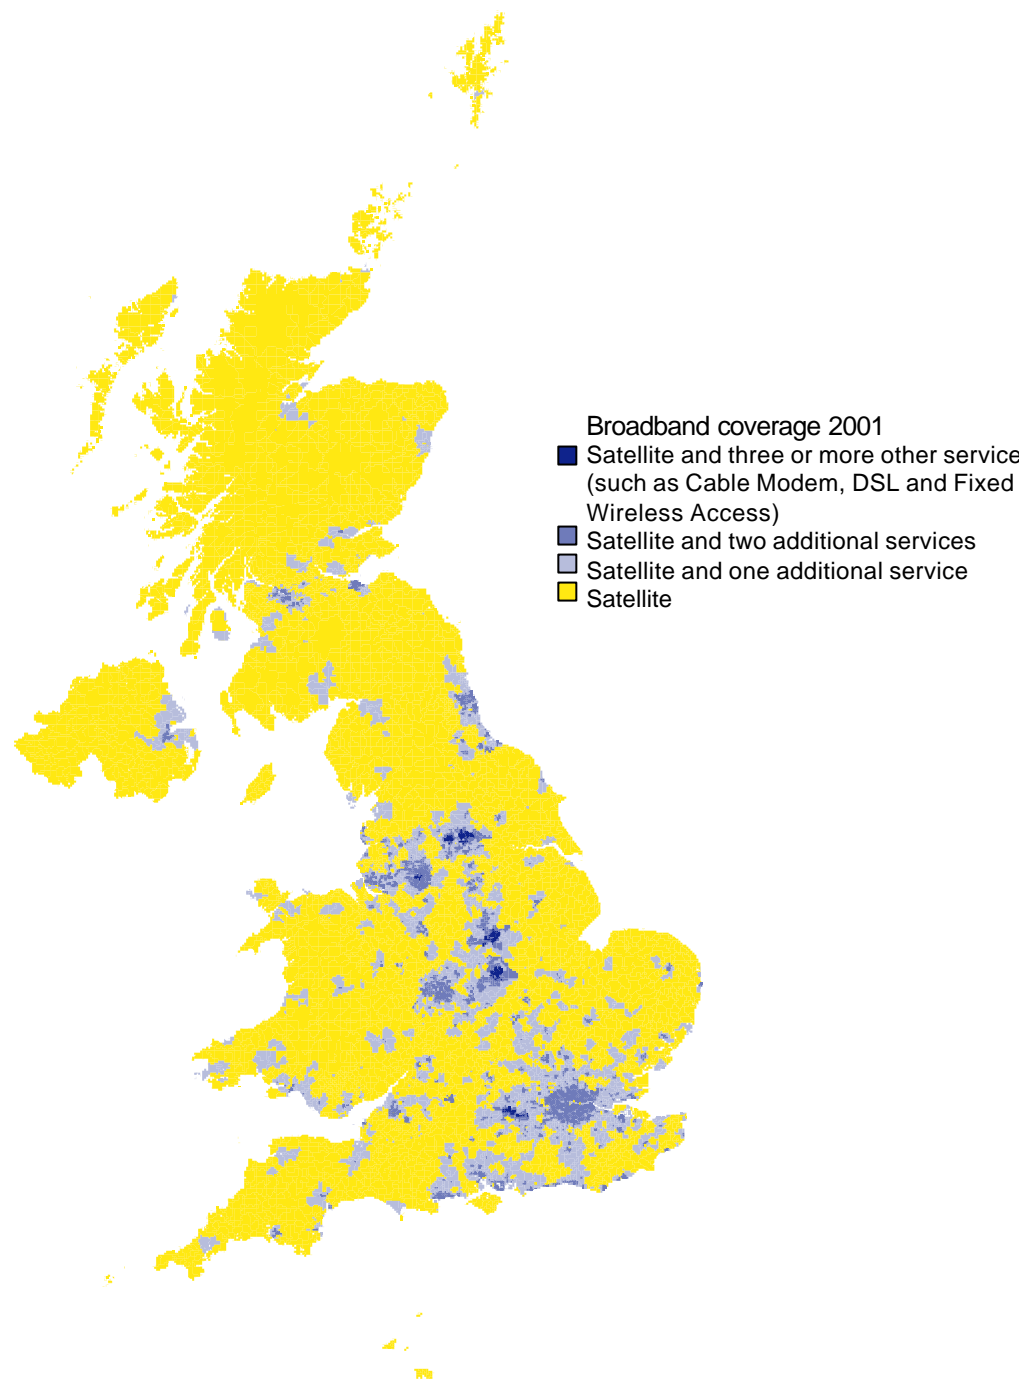 Broadband coverage 2001
Satellite and three or more other service
(such as Cable Modem, DSL and Fixed
Wireless Access)
Satellite and two additional services
Satellite and one additional service
Satellite